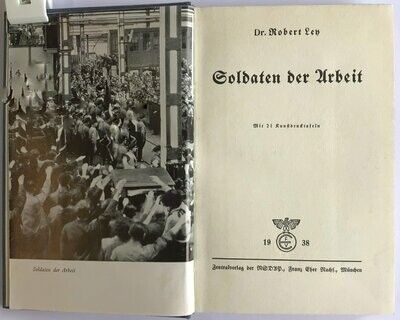 Soldaten der Arbeit
Dr. Robert Ley
Soldaten der Arbeit
Mit 21 Kunstdrucktafeln
19 38
Zentralverlag der NSDAP., Franz Eher Nachf., München